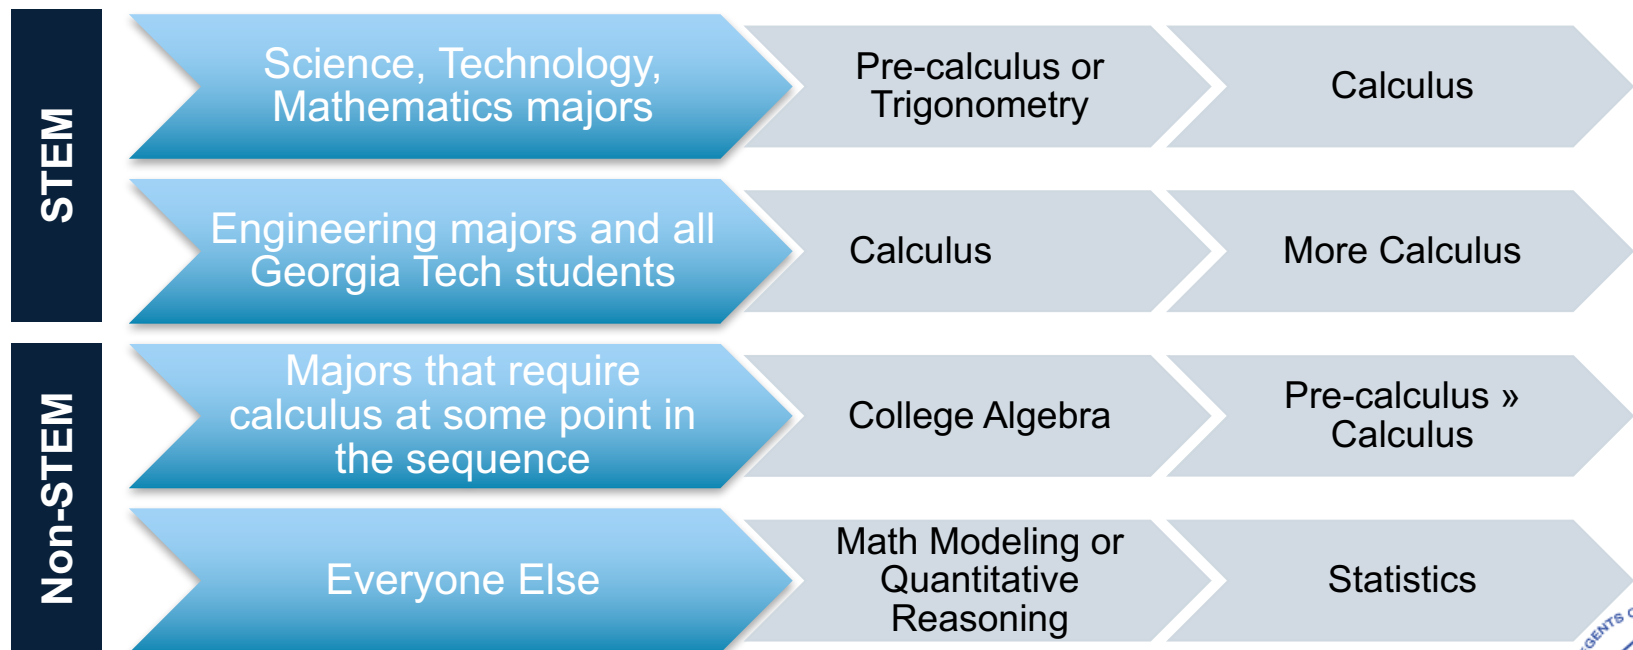 STEM
Science, Technology,
Mathematics majors
Pre-calculus or
Trigonometry
Calculus
Engineering majors and all
Georgia Tech students
Calculus
More Calculus
Non-STEM
Majors that require
calculus at some point in
the sequence
College Algebra
Pre-calculus »
Calculus
Everyone Else
Math Modeling or
Quantitative
Reasoning
Statistics